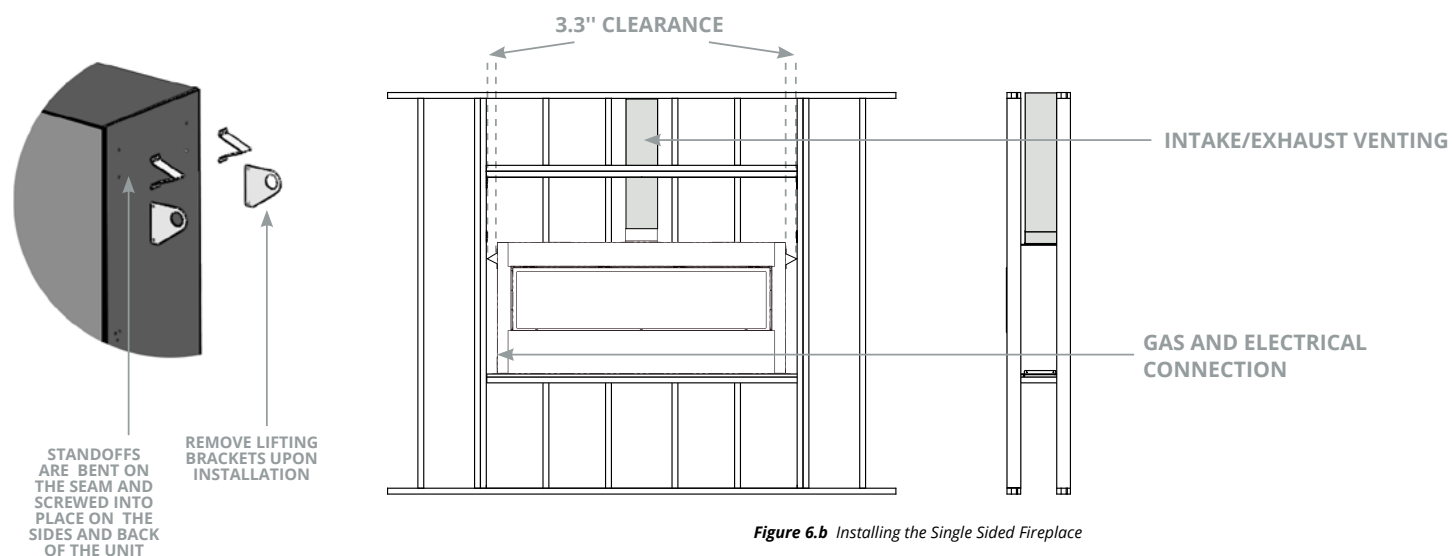 3.3'' CLEARANCE
INTAKE/EXHAUST VENTING
GAS AND ELECTRICAL
CONNECTION
STANDOFFS
ARE BENT ON
THE SEAM AND
SCREWED INTO
PLACE ON THE
SIDES AND BACK
OF THE UNIT
REMOVE LIFTING
BRACKETS UPON
INSTALLATION
Figure 6.b Installing the Single Sided Fireplace